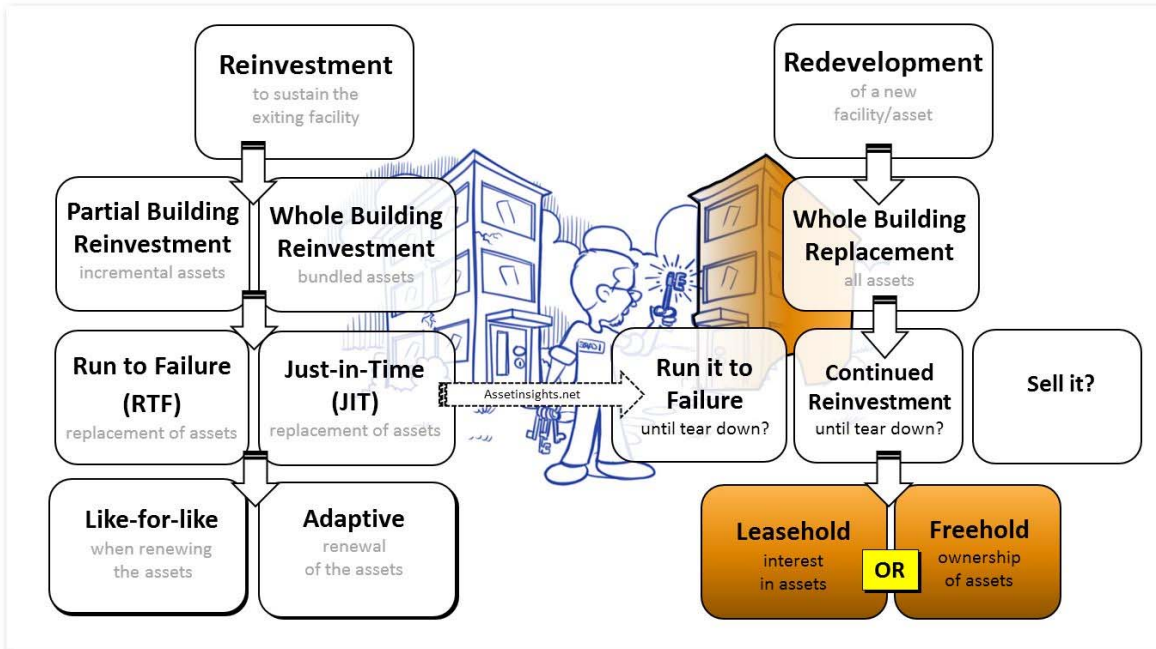 Reinvestment
to sustain the
exiting facility
Redevelopment
of a new
facility/asset
Partial Building
Reinvestment
incremental assets
Whole Building
Reinvestment
bundled assets
Whole Building
Replacement
all assets
Run to Failure
(RTF)
replacement of assets
Just-in-Time
(JIT)
replacement of assets
Assetinsights.net
Run it to
Failure
until tear down?
Continued
Reinvestment
until tear down?
Sell it?
Like-for-like
when renewing
the assets
Adaptive
renewal
of the assets
Leasehold
interest
in assets
OR
Freehold
ownership
of assets